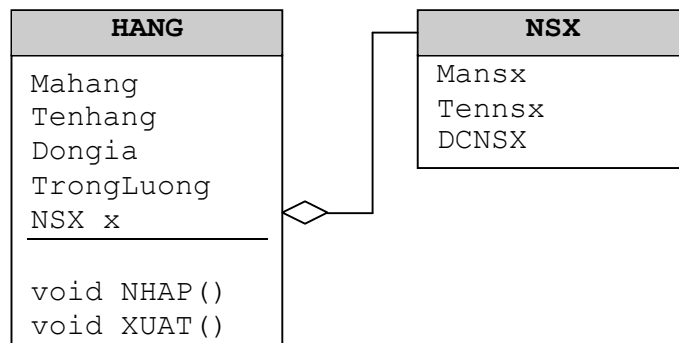 HANG
Mahang
Tenhang
Dongia
TrongLuong
NSX x
void NHAP()
void XUAT()
NSX
Mansx
Tennsx
DCNSX